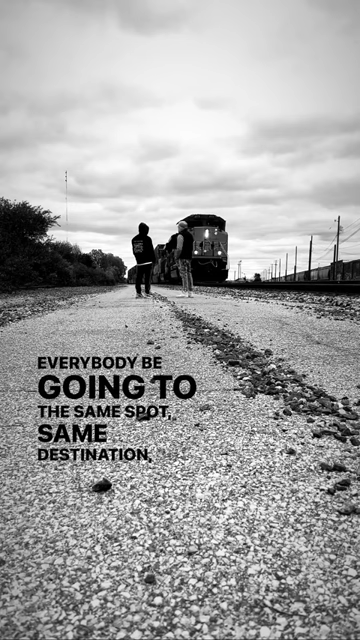 EVERYBODY BE
GOING TO
THE SAME SPOT,
SAME
DESTINATION,